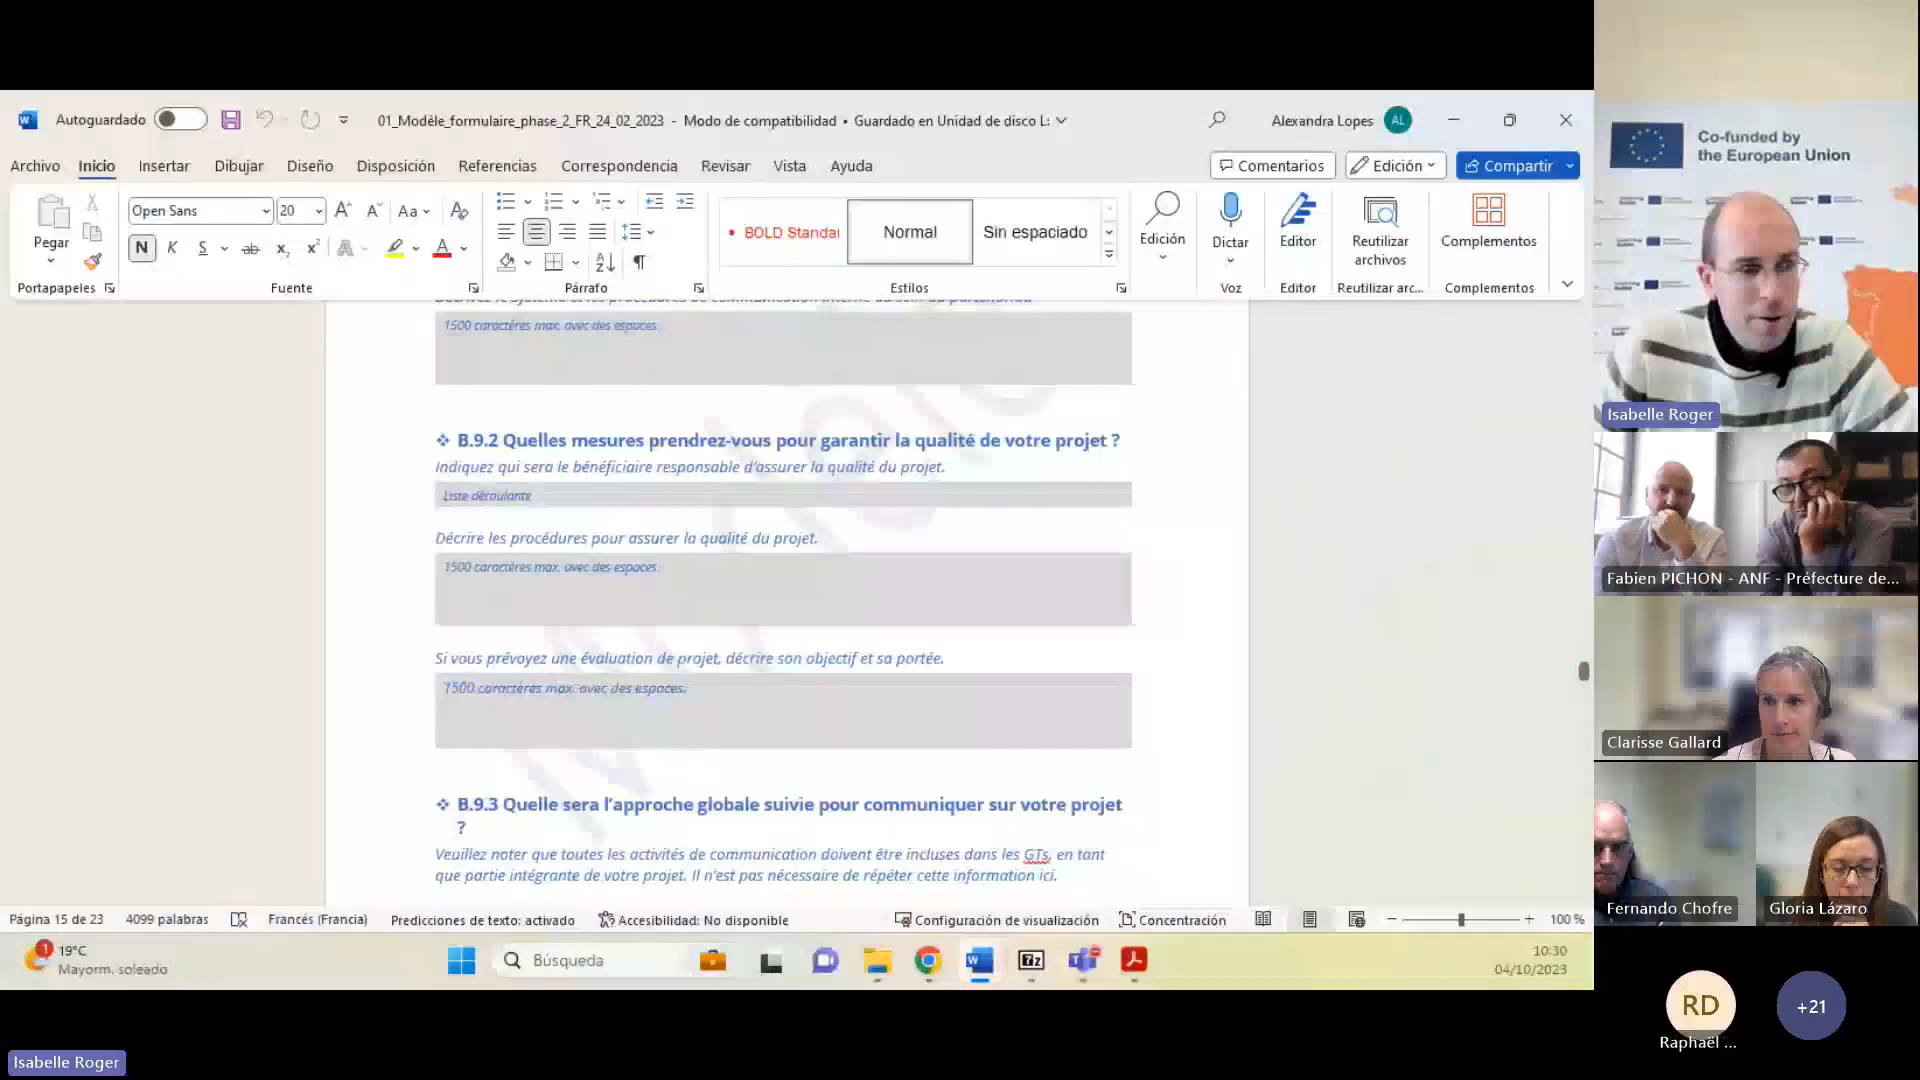 Autoguardado
01_Modèle_formulaire_phase_2_FR_24_02_2023 - Modo de compatibilidad • Guardado en Unidad de disco L:
Alexandra Lopes
AL
Archivo Inicio Insertar Dibujar Diseño Disposición Referencias Correspondencia Revisar Vista Ayuda
Comentarios
Edición
Compartir
Pegar
Portapapeles
Open Sans
20
Aa
N K S ab x₂ x²
A
Fuente
Párrafo
• BOLD Standar
Normal
Sin espaciado
Estilos
Edición
Dictar
Voz
Editor
Editor
Reutilizar
archivos
Reutilizar arc...
Complementos
Complementos
1500 caractères max. avec des espaces.
❖ B.9.2 Quelles mesures prendrez-vous pour garantir la qualité de votre projet ?
Indiquez qui sera le bénéficiaire responsable d'assurer la qualité du projet.
Liste déroulante
Décrire les procédures pour assurer la qualité du projet.
1500 caractères max. avec des espaces.
Si vous prévoyez une évaluation de projet, décrire son objectif et sa portée.
1500 caractères max. avec des espaces.
❖ B.9.3 Quelle sera l'approche globale suivie pour communiquer sur votre projet
?
Veuillez noter que toutes les activités de communication doivent être incluses dans les GTs, en tant
que partie intégrante de votre projet. Il n'est pas nécessaire de répéter cette information ici.
Página 15 de 23
4099 palabras
Francés (Francia)
Predicciones de texto: activado
Accesibilidad: No disponible
Configuración de visualización
Concentración
100 %
1
19°C
Mayorm. soleado
Búsqueda
10:30
04/10/2023
Co-funded by
the European Union
Isabelle Roger
Fabien PICHON - ANF - Préfecture de...
Clarisse Gallard
Fernando Chofre
Gloria Lázaro
RD
Raphaël ...
+21
Isabelle Roger